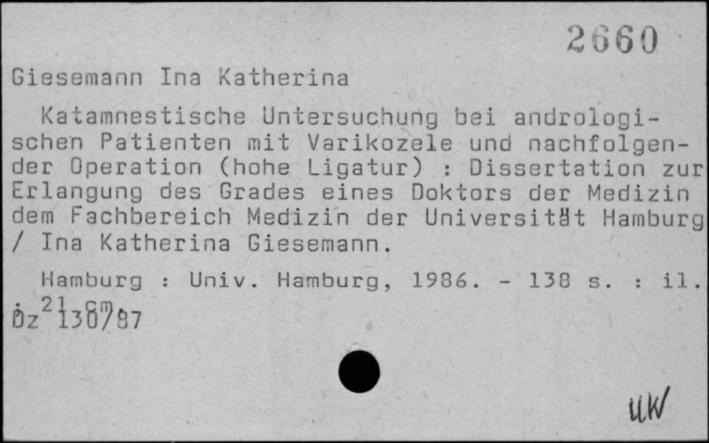 2660
Giesemann Ina Katherina
Katamnestische Untersuchung bei andrologi-
schen Patienten mit Varikozele und nachfolgen-
der Operation (hohe Ligatur) : Dissertation zur
Erlangung des Grades eines Doktors der Medizin
dem Fachbereich Medizin der Universität Hamburg
/ Ina Katherina Giesemann.
Hamburg : Univ. Hamburg, 1986. - 138 s. : il.
; 21 cm.
Dz 130/87
UW